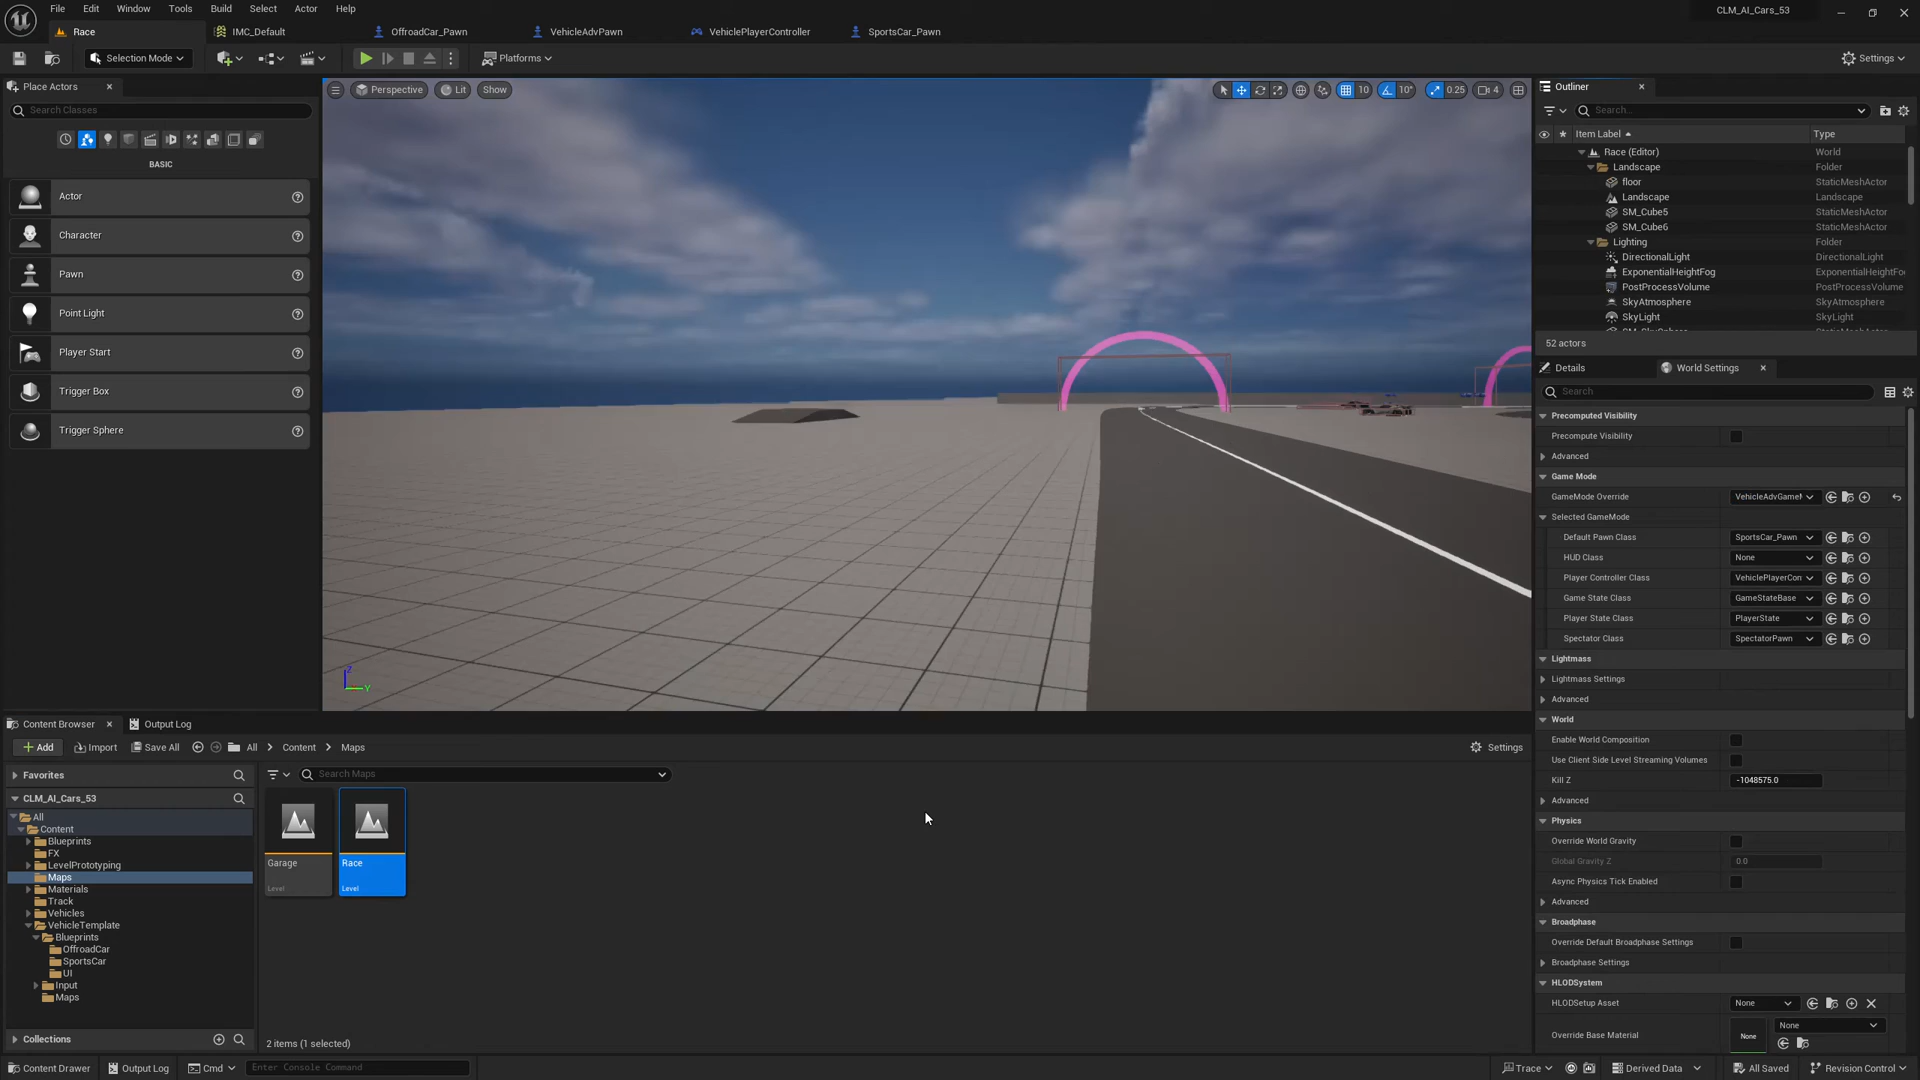 File Edit Window Tools Build Select Actor Help
CLM_AI_Cars_53
Race
IMC_Default
OffroadCar_Pawn
VehicleAdvPawn
VehiclePlayerController
SportsCar_Pawn
Selection Mode
Platforms
Settings
Place Actors
Search Classes
BASIC
Actor
Character
Pawn
Point Light
Player Start
Trigger Box
Trigger Sphere
Perspective
Lit
Show
10
10°
0.25
4
Z
Y
Outliner
Search...
Item Label Type
Race (Editor) World
Landscape Folder
floor StaticMeshActor
Landscape Landscape
SM_Cube5 StaticMeshActor
SM_Cube6 StaticMeshActor
Lighting Folder
DirectionalLight DirectionalLight
ExponentialHeightFog ExponentialHeightFo
PostProcessVolume PostProcessVolume
SkyAtmosphere SkyAtmosphere
SkyLight SkyLight
52 actors
Details
World Settings
Search
Precomputed Visibility
Precompute Visibility
Advanced
Game Mode
GameMode Override VehicleAdvGameM
Selected GameMode
Default Pawn Class SportsCar_Pawn
HUD Class None
Player Controller Class VehiclePlayerCon
Game State Class GameStateBase
Player State Class PlayerState
Spectator Class SpectatorPawn
Lightmass
Lightmass Settings
Advanced
World
Enable World Composition
Use Client Side Level Streaming Volumes
Kill Z -1048575.0
Advanced
Physics
Override World Gravity
Global Gravity Z 0.0
Async Physics Tick Enabled
Advanced
Broadphase
Override Default Broadphase Settings
Broadphase Settings
HLODSystem
HLODSetup Asset None
Override Base Material None None
Content Browser
Output Log
Add
Import
Save All
All
Content
Maps
Settings
Favorites
CLM_AI_Cars_53
All
Content
Blueprints
FX
LevelPrototyping
Maps
Materials
Track
Vehicles
VehicleTemplate
Blueprints
OffroadCar
SportsCar
UI
Input
Maps
Collections
Search Maps
Garage
Level
Race
Level
2 items (1 selected)
Content Drawer
Output Log
Cmd
Enter Console Command
Trace
Derived Data
All Saved
Revision Control